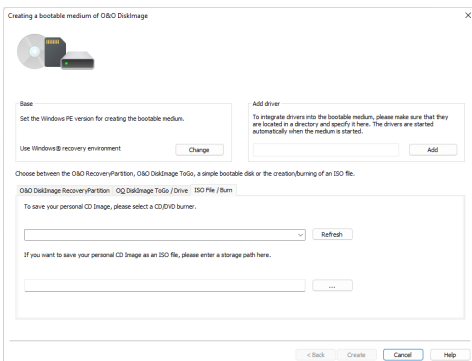 Creating a bootable medium of O&O DiskImage
Base
Set the Windows PE version for creating the bootable medium.
Use Windows® recovery environment
Change
Add driver
To integrate drivers into the bootable medium, please make sure that they
are located in a directory and specify it here. The drivers are started
automatically when the medium is started.
Add
Choose between the O&O RecoveryPartition, O&O DiskImage ToGo, a simple bootable disk or the creation/burning of an ISO file.
O&O DiskImage RecoveryPartition
OO DiskImage ToGo / Drive
ISO File / Burn
To save your personal CD Image, please select a CD/DVD burner.
Refresh
If you want to save your personal CD Image as an ISO file, please enter a storage path here.
...
< Back
Create
Cancel
Help